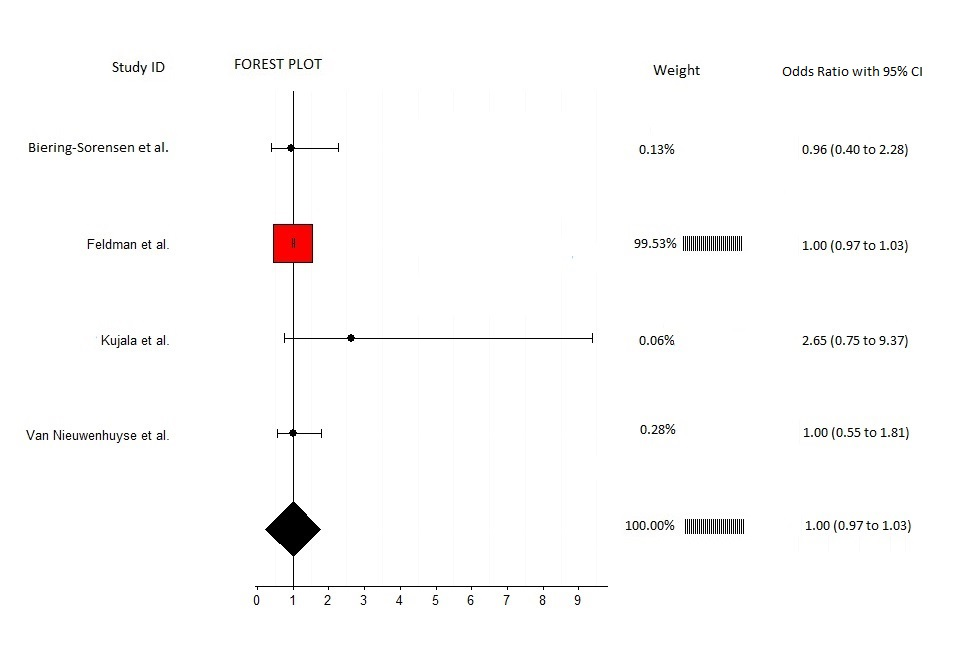 Study ID FOREST PLOT Weight Odds Ratio with 95% CI
Biering-Sorensen et al. 0.13% 0.96 (0.40 to 2.28)
Feldman et al. 99.53% 1.00 (0.97 to 1.03)
Kujala et al. 0.06% 2.65 (0.75 to 9.37)
Van Nieuwenhuyse et al. 0.28% 1.00 (0.55 to 1.81)
100.00% 1.00 (0.97 to 1.03)
0 1 2 3 4 5 6 7 8 9